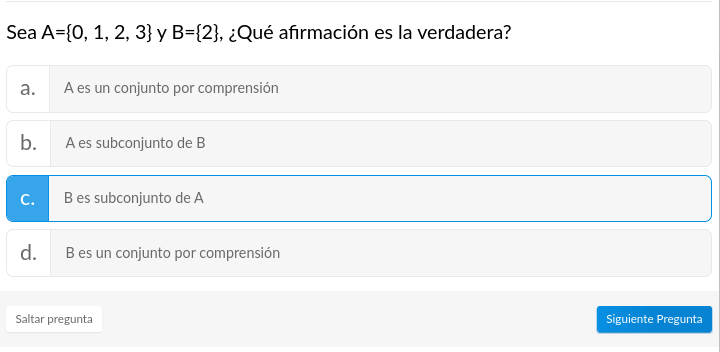 Sea A={0, 1, 2, 3} y B={2}, ¿Qué afirmación es la verdadera?
a. A es un conjunto por comprensión
b. A es subconjunto de B
c. B es subconjunto de A
d. B es un conjunto por comprensión
Saltar pregunta Siguiente Pregunta